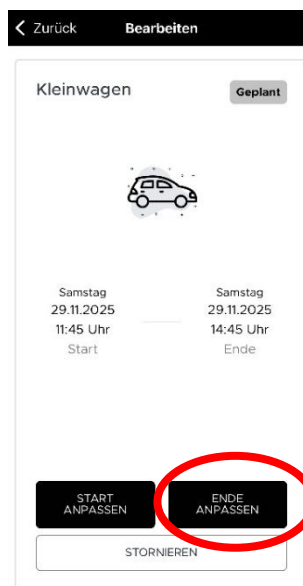 Zurück Bearbeiten
Kleinwagen Geplant
Samstag Samstag
29.11.2025 29.11.2025
11:45 Uhr 14:45 Uhr
Start Ende
START ENDE
ANPASSEN ANPASSEN
STORNIEREN